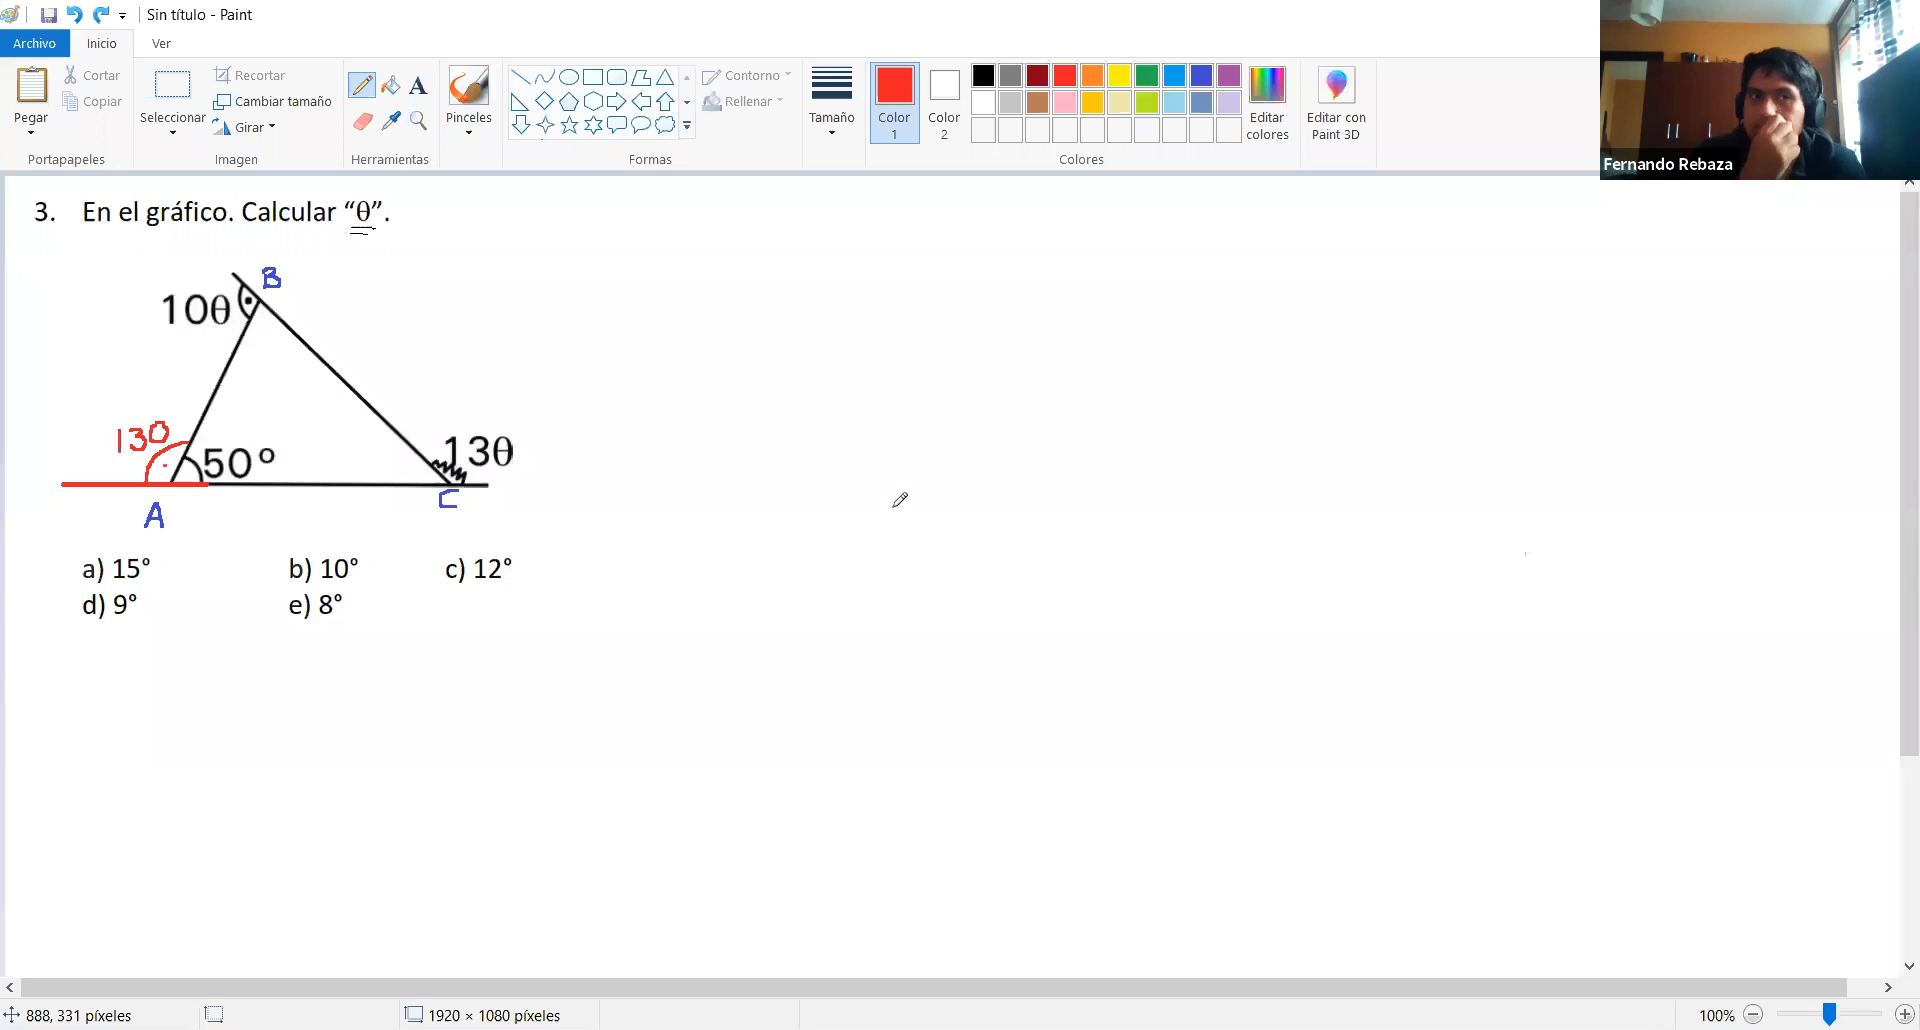 Sin título - Paint
Archivo Inicio Ver
Pegar
Cortar
Copiar
Portapapeles
Seleccionar
Recortar
Cambiar tamaño
Girar
Imagen
A
Herramientas
Pinceles
Contorno
Rellenar
Formas
Tamaño
Color 1
Color 2
Editar colores
Editar con Paint 3D
Colores
Fernando Rebaza
3. En el gráfico. Calcular “θ”.
B
10θ
130
50°
13θ
A
C
a) 15° b) 10° c) 12°
d) 9° e) 8°
888, 331 píxeles
1920 × 1080 píxeles
100%